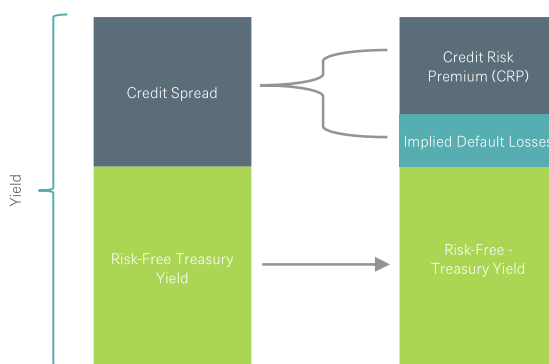 Yield
Credit Spread
Risk-Free Treasury
Yield
Credit Risk
Premium (CRP)
Implied Default Losses
Risk-Free -
Treasury Yield